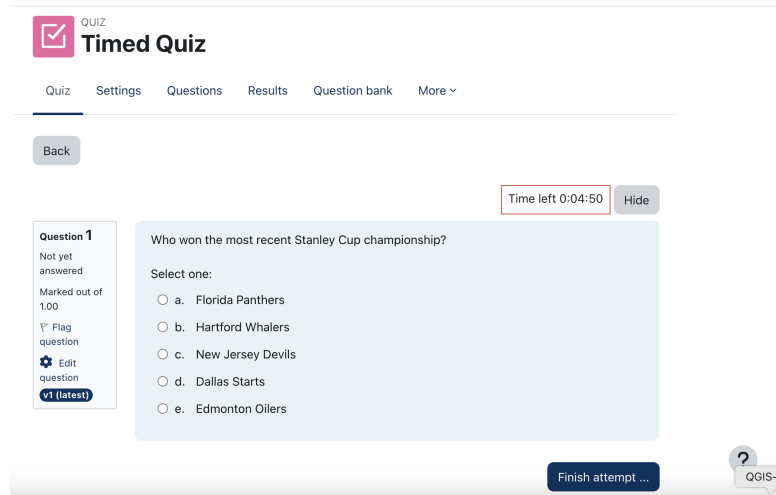 QUIZ
Timed Quiz
Quiz Settings Questions Results Question bank More
Back
Time left 0:04:50 Hide
Question 1
Not yet
answered
Marked out of
1.00
Flag
question
Edit
question
v1 (latest)
Who won the most recent Stanley Cup championship?
Select one:
a. Florida Panthers
b. Hartford Whalers
c. New Jersey Devils
d. Dallas Starts
e. Edmonton Oilers
Finish attempt ...
?
QGIS-